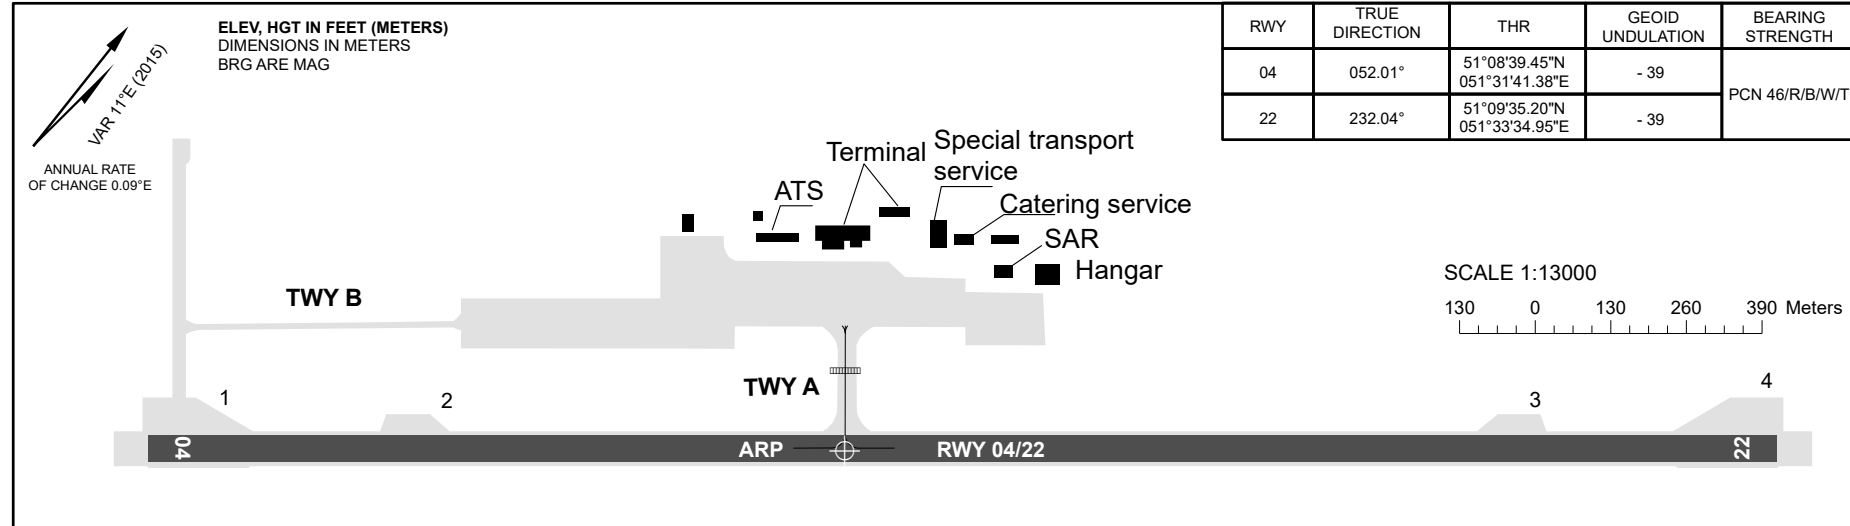 ELEV, HGT IN FEET (METERS)
DIMENSIONS IN METERS
BRG ARE MAG
VAR 11°E (2015)
ANNUAL RATE
OF CHANGE 0.09°E
RWY
TRUE
DIRECTION
THR
GEOID
UNDULATION
BEARING
STRENGTH
04
052.01°
51°08'39.45"N
051°31'41.38"E
- 39
PCN 46/R/B/W/T
22
232.04°
51°09'35.20"N
051°33'34.95"E
- 39
Terminal
Special transport
service
ATS
Catering service
SAR
Hangar
SCALE 1:13000
130 0 130 260 390 Meters
TWY B
TWY A
1
2
3
4
04
ARP
RWY 04/22
22